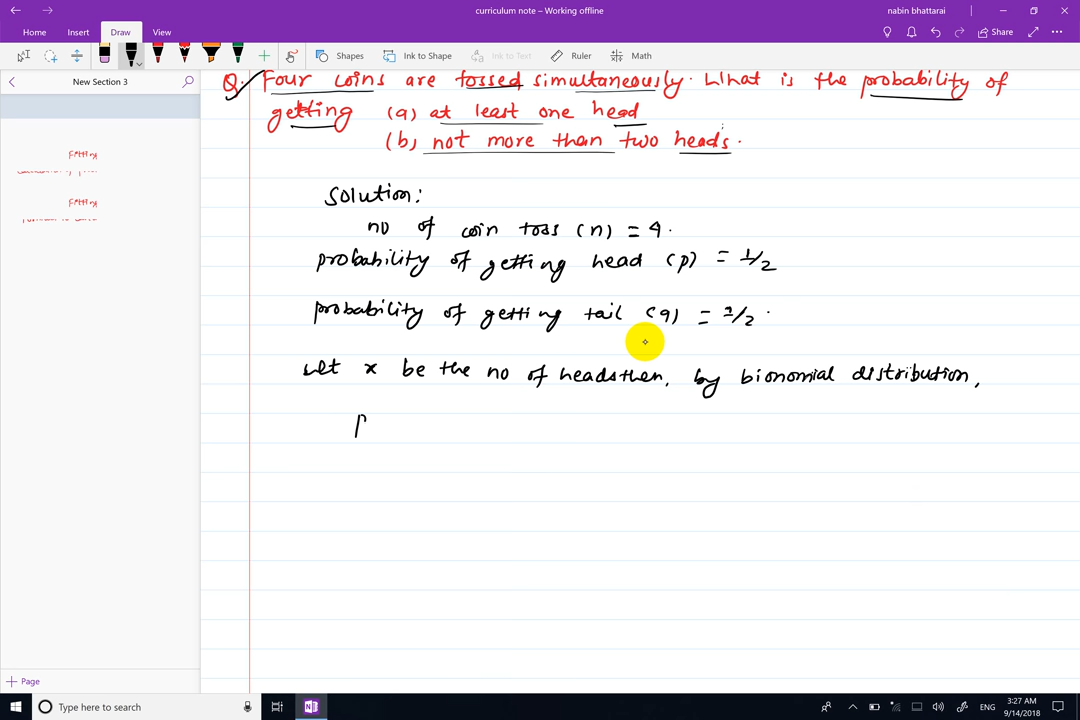 curriculum note – Working offline
nabin bhattarai
Home Insert Draw View
Share
Shapes
Ink to Shape
Ink to Text
Ruler
Math
New Section 3
Q. Four coins are tossed simultaneously. What is the probability of
getting (a) at least one head
(b) not more than two heads.
Solution:
no of coin toss (n) = 4.
probability of getting head (p) = 1/2
probability of getting tail (q) = 1/2.
Let x be the no of heads then, by bionomial distribution,
P
Fitting
Fitting
+ Page
Type here to search
ENG
3:27 AM
9/14/2018